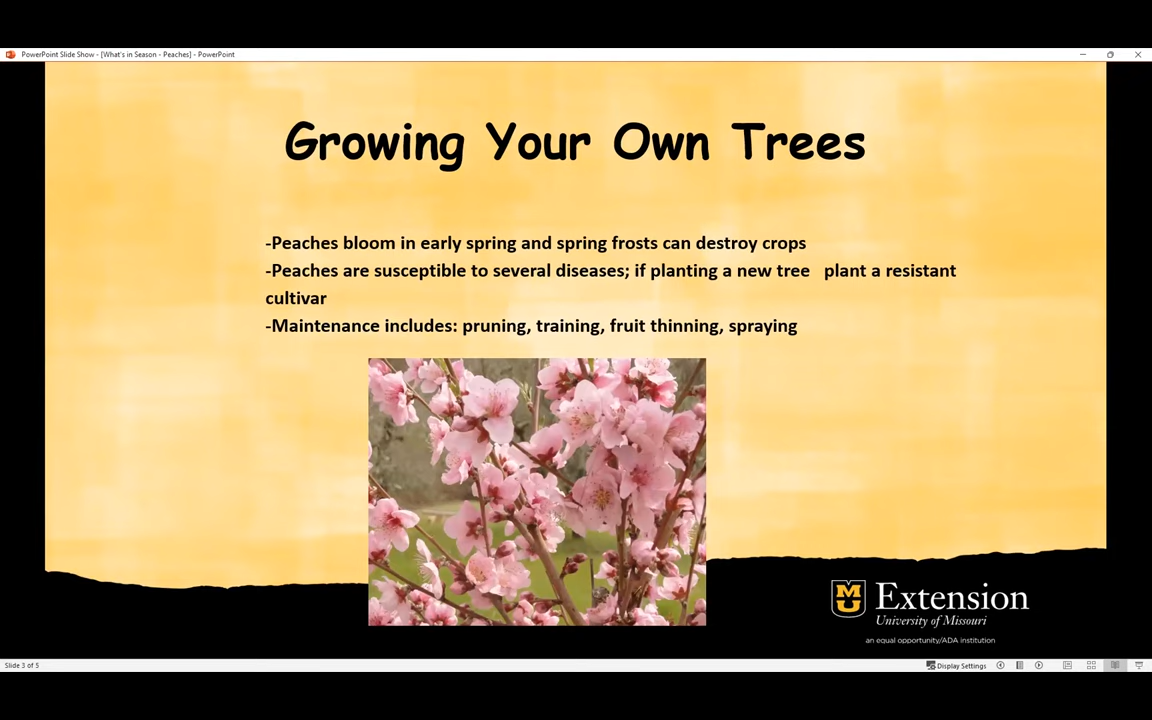 PowerPoint Slide Show - [What's in Season - Peaches] - PowerPoint
Growing Your Own Trees
-Peaches bloom in early spring and spring frosts can destroy crops
-Peaches are susceptible to several diseases; if planting a new tree   plant a resistant
cultivar
-Maintenance includes: pruning, training, fruit thinning, spraying
MU Extension
University of Missouri
an equal opportunity/ADA institution
Slide 3 of 5
Display Settings